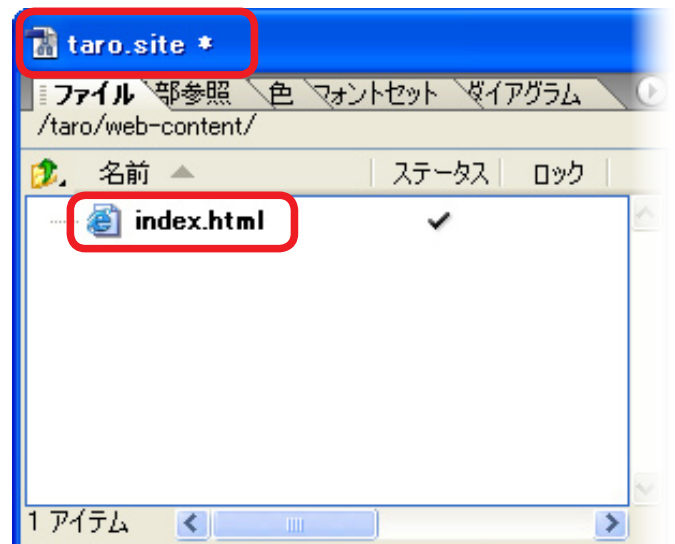 taro.site *
ファイル 部参照 色 フォントセット ダイアグラム
/taro/web-content/
名前 ステータス ロック
index.html
1 アイテム